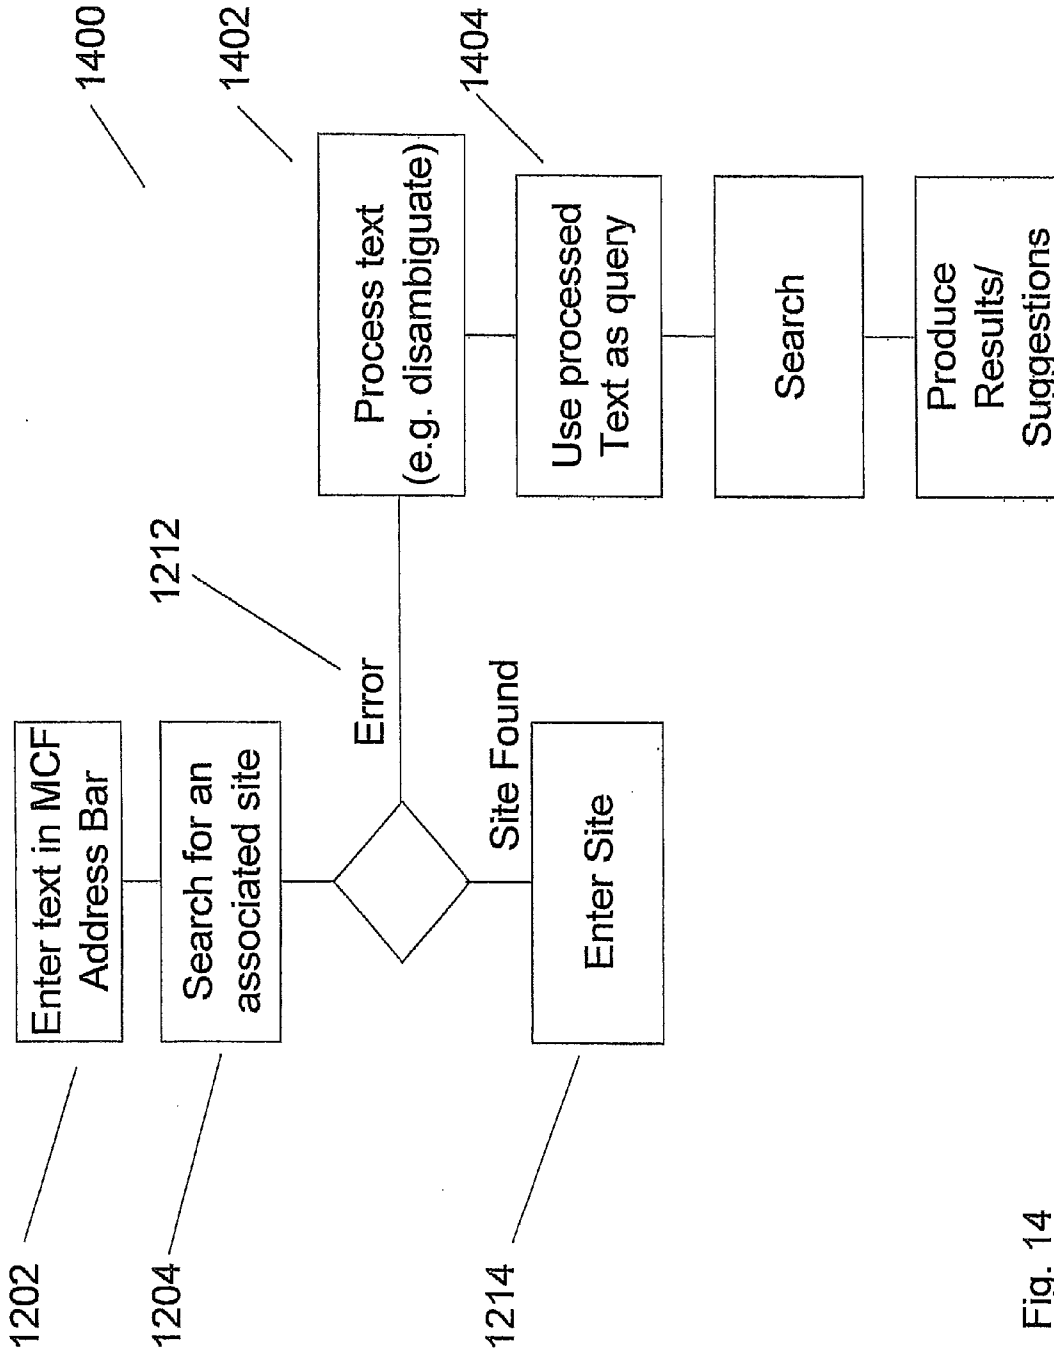 1400
1202
Enter text in MCF
Address Bar
1204
Search for an
associated site
1212
Error
Site Found
1214
Enter Site
1402
Process text
(e.g. disambiguate)
1404
Use processed
Text as query
Search
Produce
Results/
Suggestions
Fig. 14